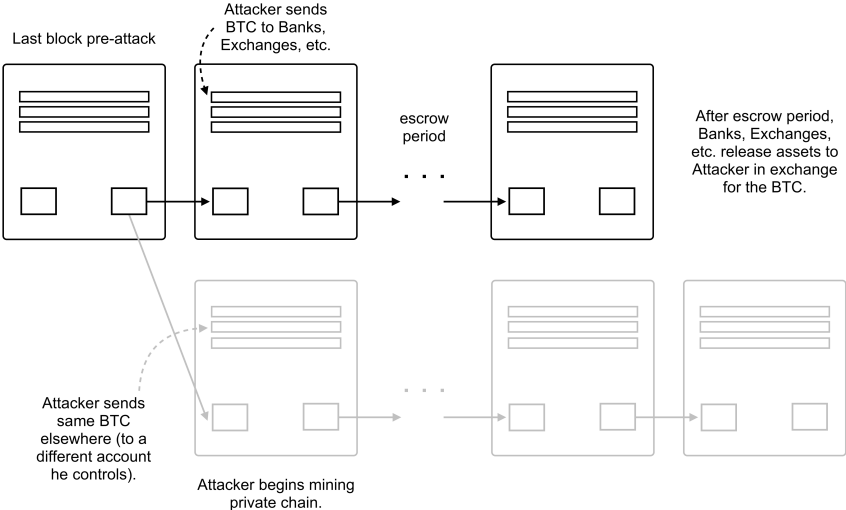 Last block pre-attack
Attacker sends
BTC to Banks,
Exchanges, etc.
escrow
period
. . .
After escrow period,
Banks, Exchanges,
etc. release assets to
Attacker in exchange
for the BTC.
. . .
Attacker sends
same BTC
elsewhere (to a
different account
he controls).
Attacker begins mining
private chain.